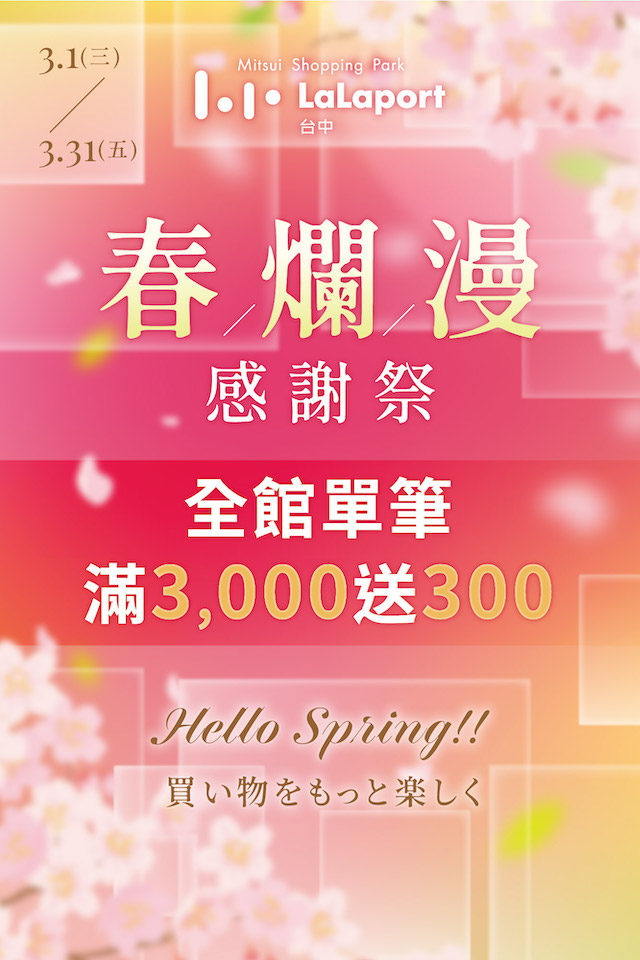 3.1(三)
/
3.31(五)
Mitsui Shopping Park
LaLaport
台中
春/爛/漫
感謝祭
全館單筆
滿3,000送300
Hello Spring!!
買い物をもっと楽しく